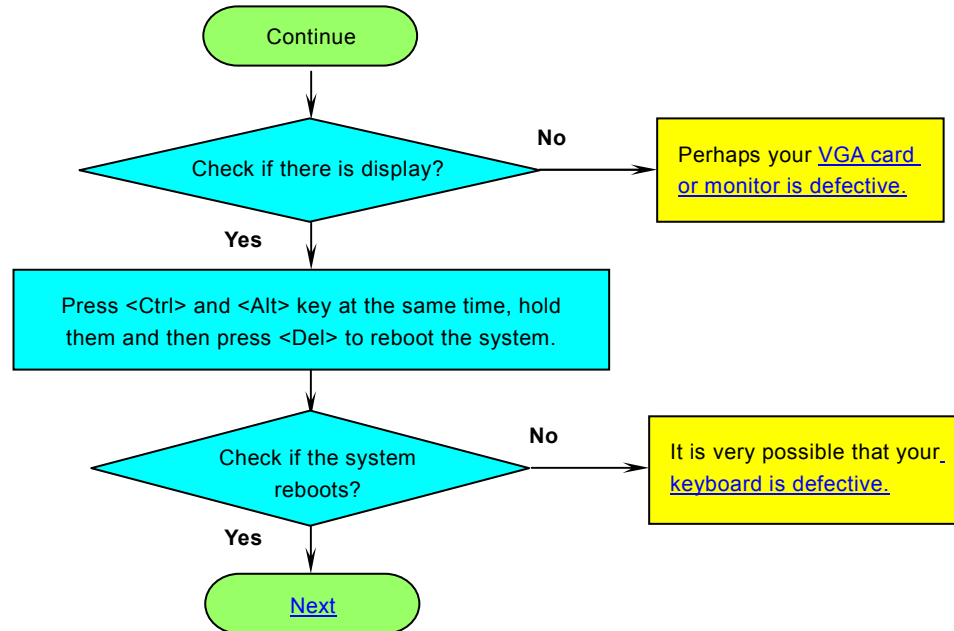 Continue
Check if there is display?
No
Perhaps your VGA card
or monitor is defective.
Yes
Press <Ctrl> and <Alt> key at the same time, hold
them and then press <Del> to reboot the system.
Check if the system
reboots?
No
It is very possible that your
keyboard is defective.
Yes
Next